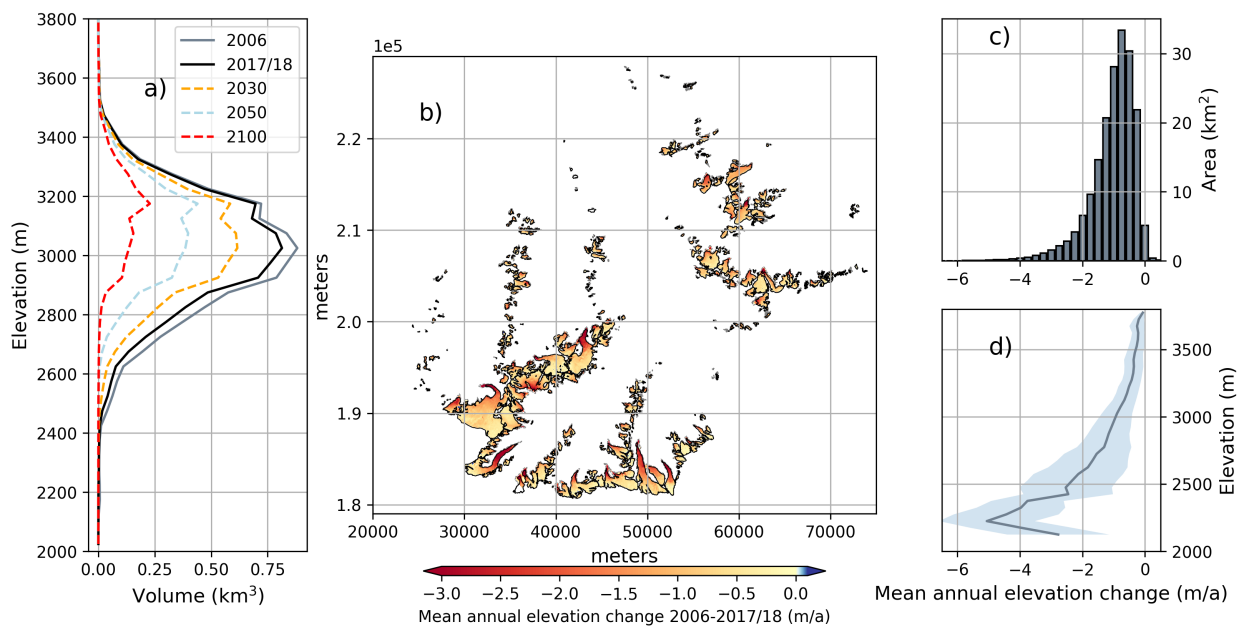 a)
2006
2017/18
2030
2050
2100
3800
3600
3400
3200
3000
2800
2600
2400
2200
2000
Elevation (m)
0.00 0.25 0.50 0.75
Volume (km³)
1e5
b)
2.2
2.1
2.0
1.9
1.8
meters
20000 30000 40000 50000 60000 70000
meters
−3.0 −2.5 −2.0 −1.5 −1.0 −0.5 0.0
Mean annual elevation change 2006-2017/18 (m/a)
c)
30
20
10
0
Area (km²)
−6 −4 −2 0
d)
3500
3000
2500
2000
Elevation (m)
−6 −4 −2 0
Mean annual elevation change (m/a)